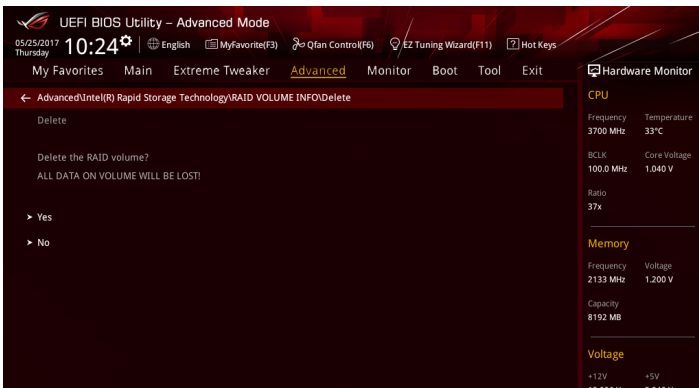 UEFI BIOS Utility – Advanced Mode
05/25/2017 Thursday 10:24 English MyFavorite(F3) Qfan Control(F6) EZ Tuning Wizard(F11) ? Hot Keys
My Favorites Main Extreme Tweaker Advanced Monitor Boot Tool Exit
Hardware Monitor
← Advanced\Intel(R) Rapid Storage Technology\RAID VOLUME INFO\Delete
Delete
Delete the RAID volume?
ALL DATA ON VOLUME WILL BE LOST!
> Yes
> No
CPU
Frequency Temperature
3700 MHz 33°C
BCLK Core Voltage
100.0 MHz 1.040 V
Ratio
37x
Memory
Frequency Voltage
2133 MHz 1.200 V
Capacity
8192 MB
Voltage
+12V +5V